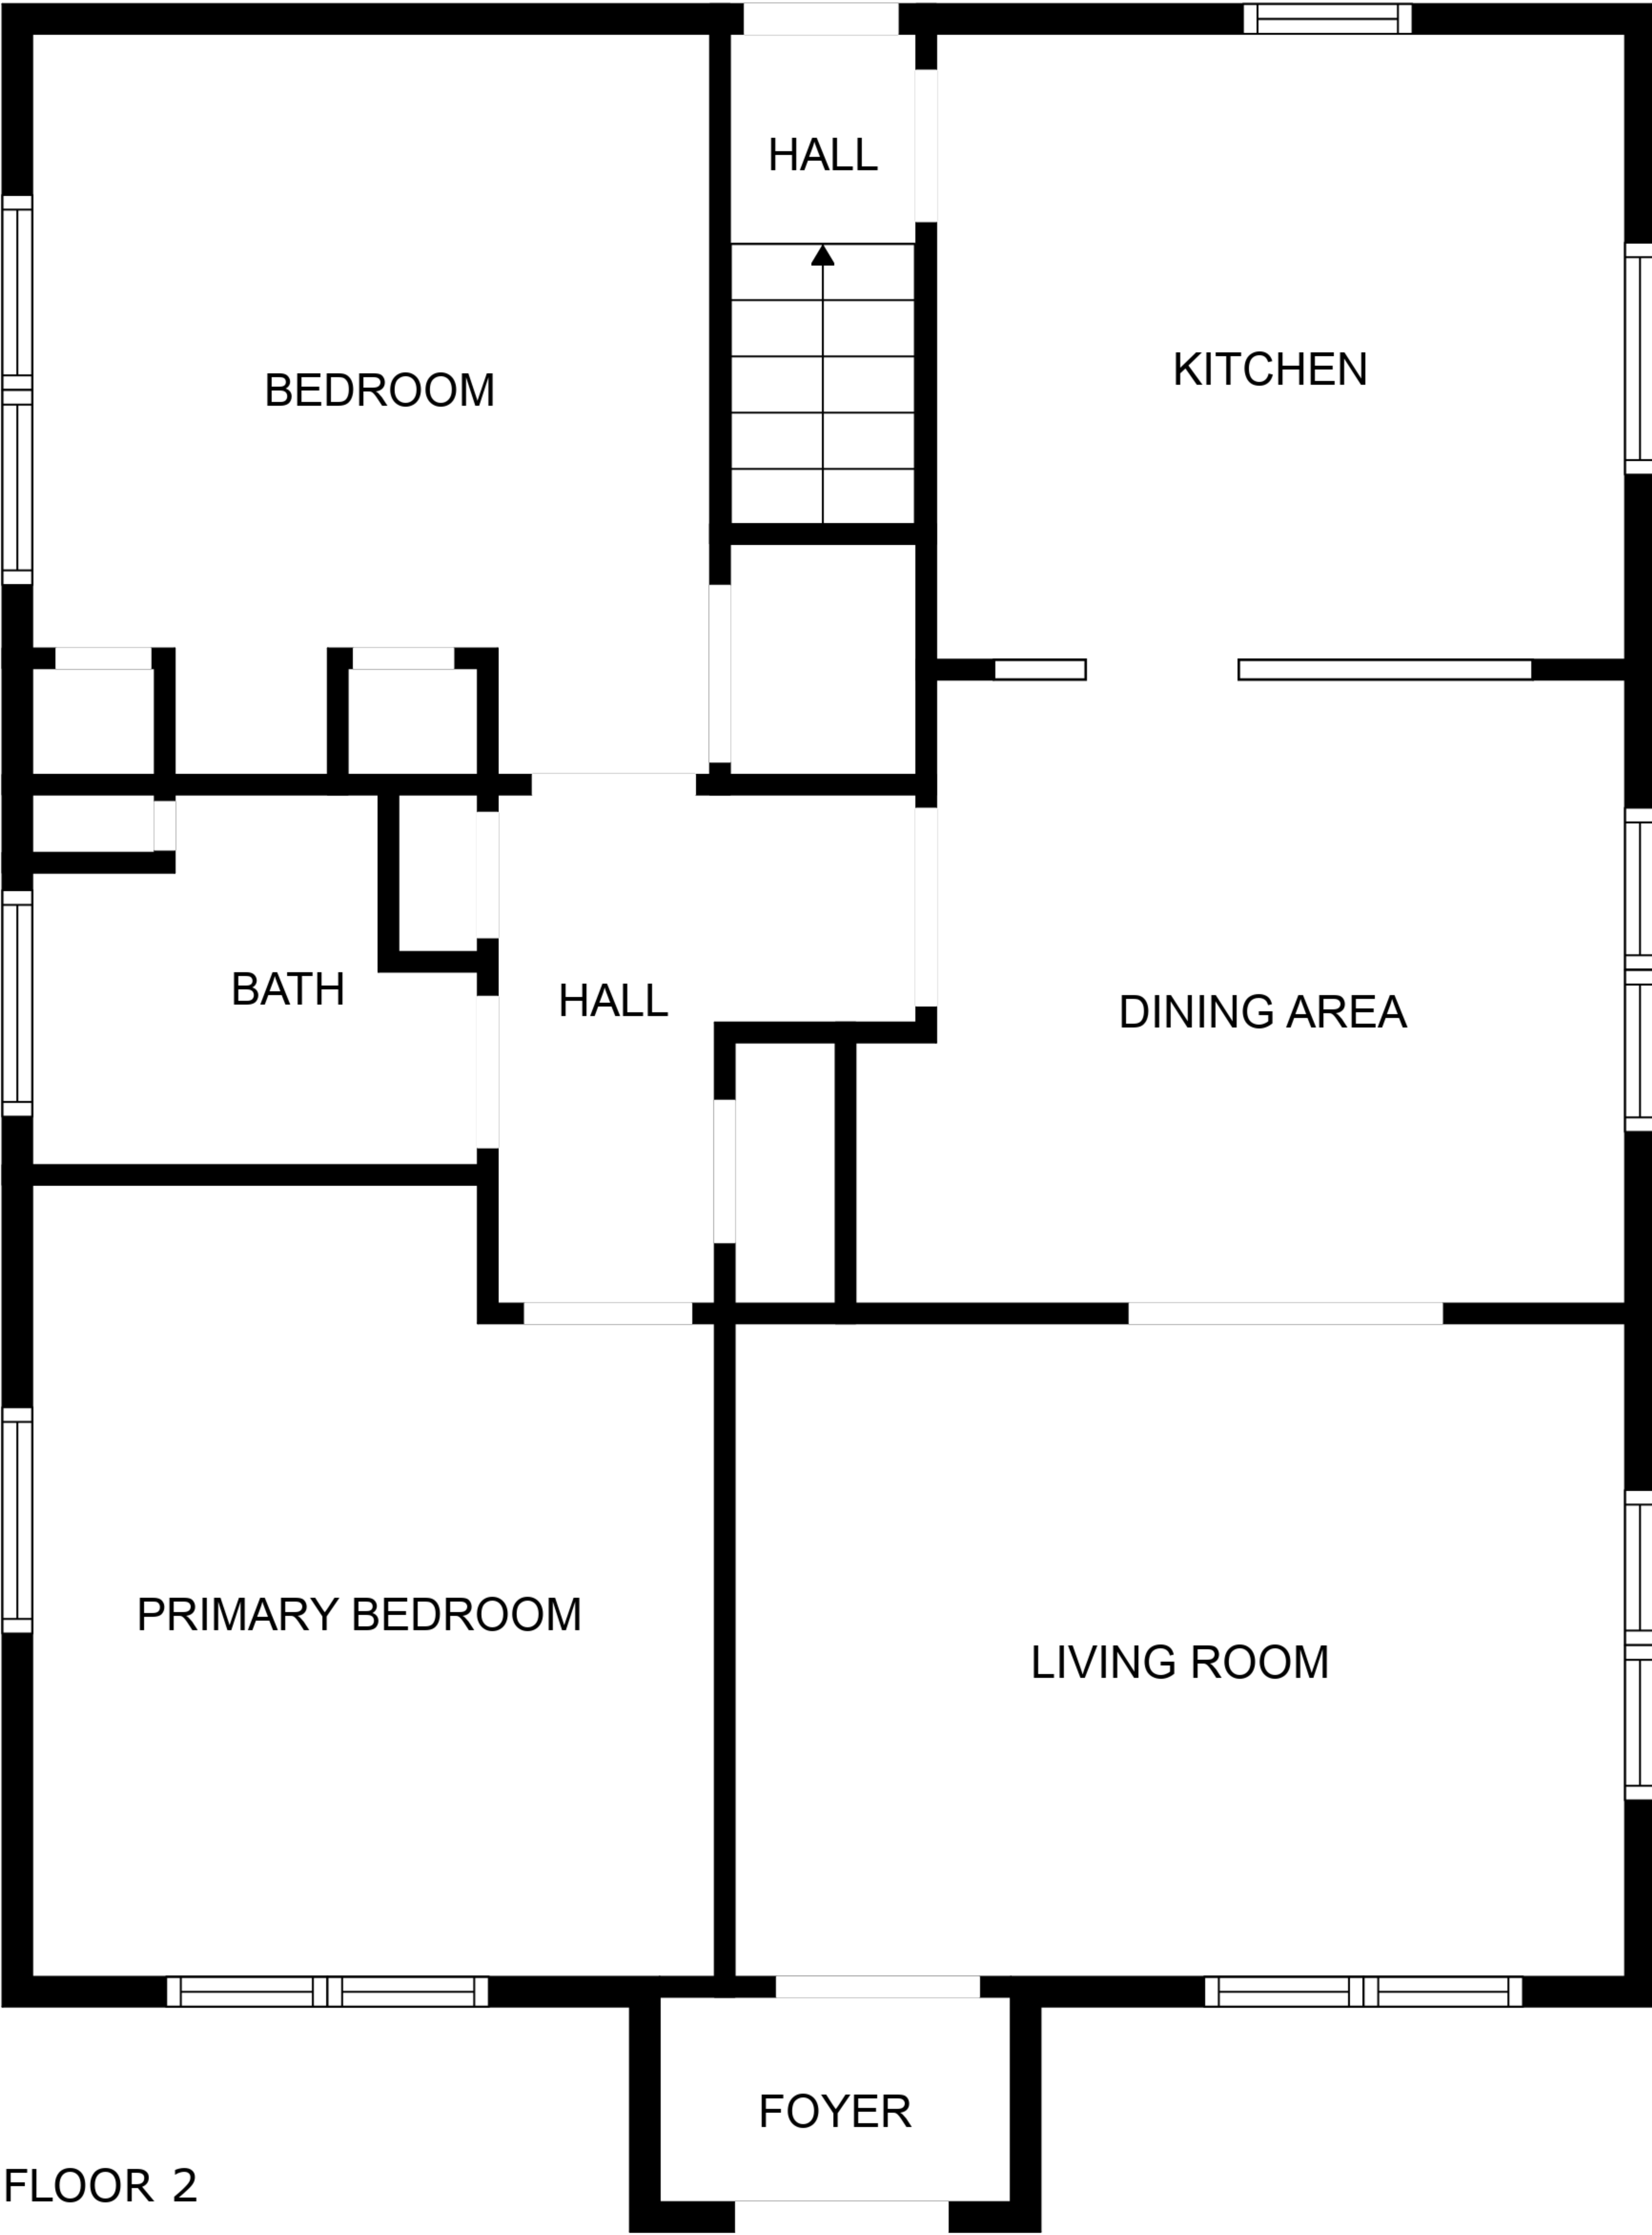 HALL
KITCHEN
BEDROOM
BATH
HALL
DINING AREA
PRIMARY BEDROOM
LIVING ROOM
FOYER
FLOOR 2